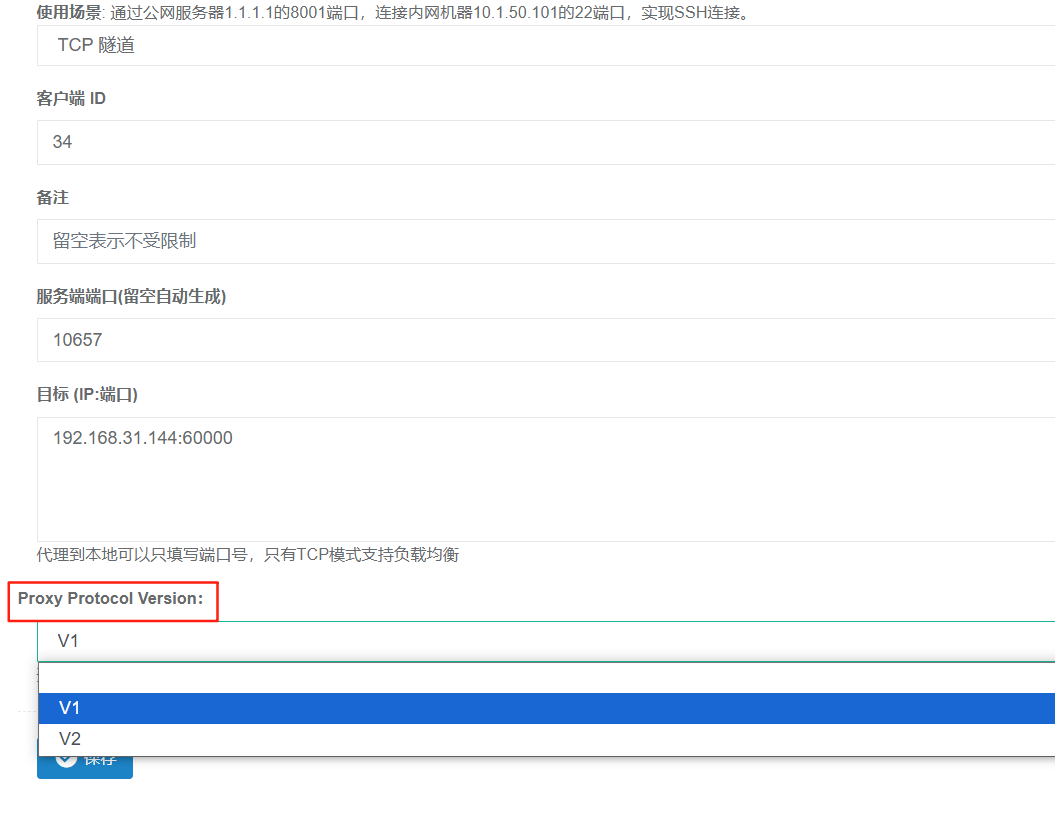 使用场景: 通过公网服务器1.1.1.1的8001端口，连接内网机器10.1.50.101的22端口，实现SSH连接。
TCP 隧道
客户端 ID
34
备注
留空表示不受限制
服务端端口(留空自动生成)
10657
目标 (IP:端口)
192.168.31.144:60000
代理到本地可以只填写端口号，只有TCP模式支持负载均衡
Proxy Protocol Version：
V1
V1
V2
保存